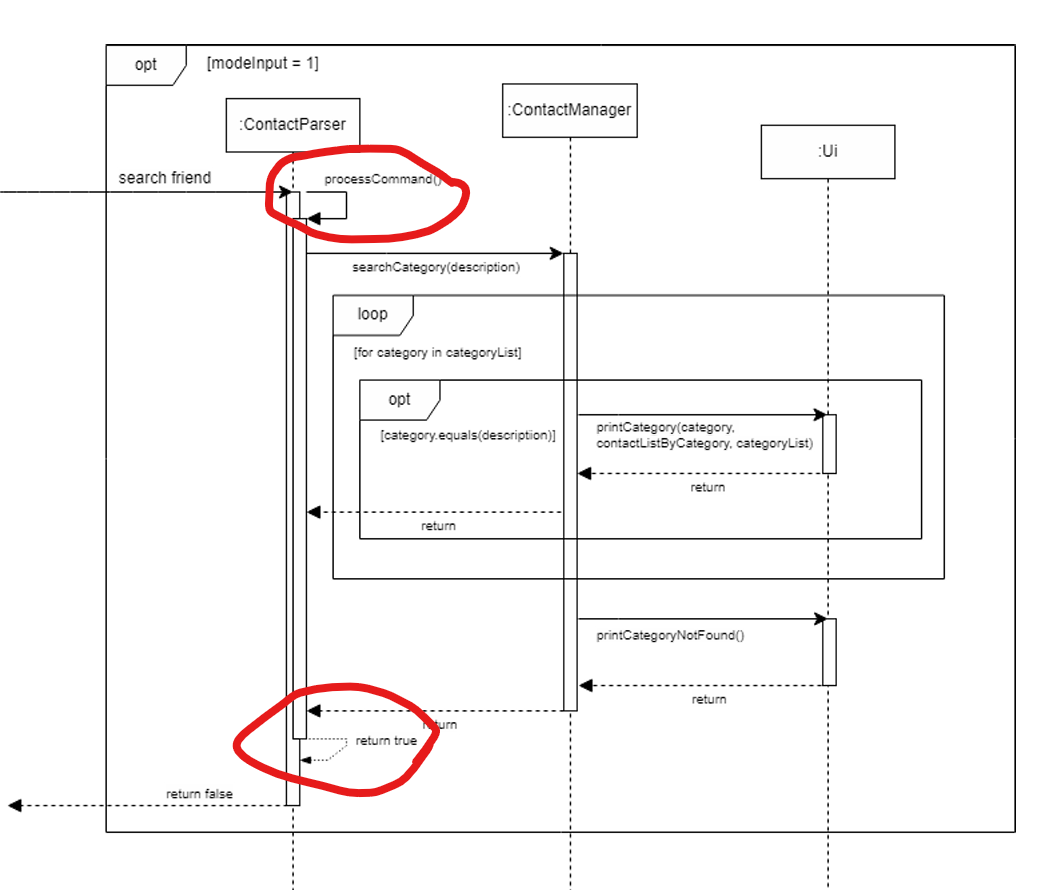 opt
[modeInput = 1]
:ContactParser
:ContactManager
:Ui
search friend
processCommand()
searchCategory(description)
loop
[for category in categoryList]
opt
[category.equals(description)]
printCategory(category,
contactListByCategory, categoryList)
return
return
printCategoryNotFound()
return
return
return true
return false